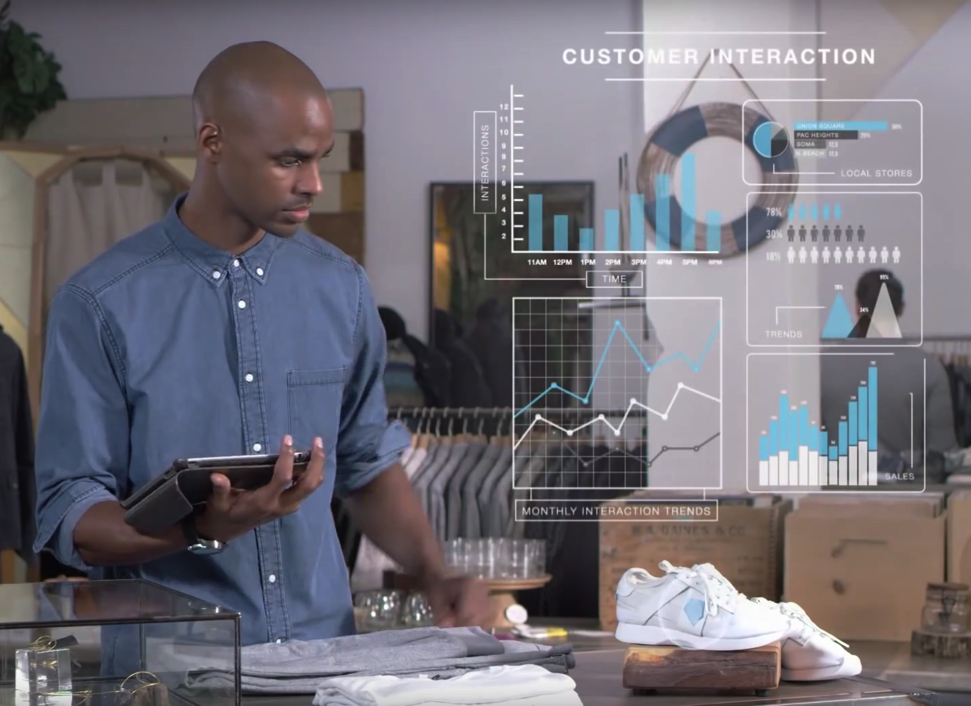 CUSTOMER INTERACTION
INTERACTIONS
12
11
10
9
8
7
6
5
4
3
2
11AM 12PM 1PM 2PM 3PM 4PM 5PM 6PM
TIME
MONTHLY INTERACTION TRENDS
UNION SQUARE
PAC HEIGHTS
SOMA
N BEACH
LOCAL STORES
78%
30%
18%
TRENDS
SALES